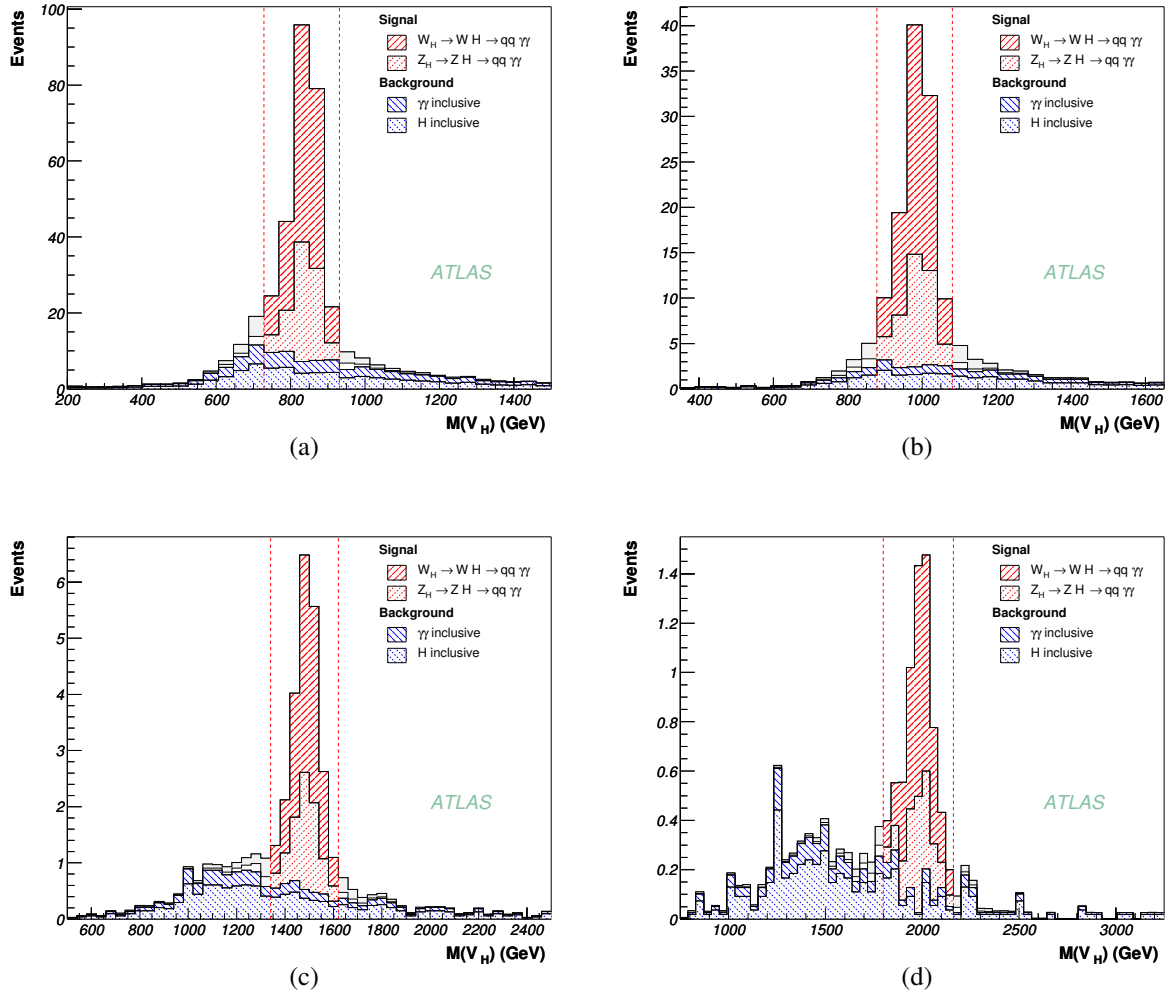 Events
100
80
60
40
20
0
200 400 600 800 1000 1200 1400
M(V_H) (GeV)
Signal
W_H → W H → qq γγ
Z_H → Z H → qq γγ
Background
γγ inclusive
H inclusive
ATLAS
(a)
Events
40
35
30
25
20
15
10
5
0
400 600 800 1000 1200 1400 1600
M(V_H) (GeV)
Signal
W_H → W H → qq γγ
Z_H → Z H → qq γγ
Background
γγ inclusive
H inclusive
ATLAS
(b)
Events
6
5
4
3
2
1
0
600 800 1000 1200 1400 1600 1800 2000 2200 2400
M(V_H) (GeV)
Signal
W_H → W H → qq γγ
Z_H → Z H → qq γγ
Background
γγ inclusive
H inclusive
ATLAS
(c)
Events
1.4
1.2
1
0.8
0.6
0.4
0.2
0
1000 1500 2000 2500 3000
M(V_H) (GeV)
Signal
W_H → W H → qq γγ
Z_H → Z H → qq γγ
Background
γγ inclusive
H inclusive
ATLAS
(d)